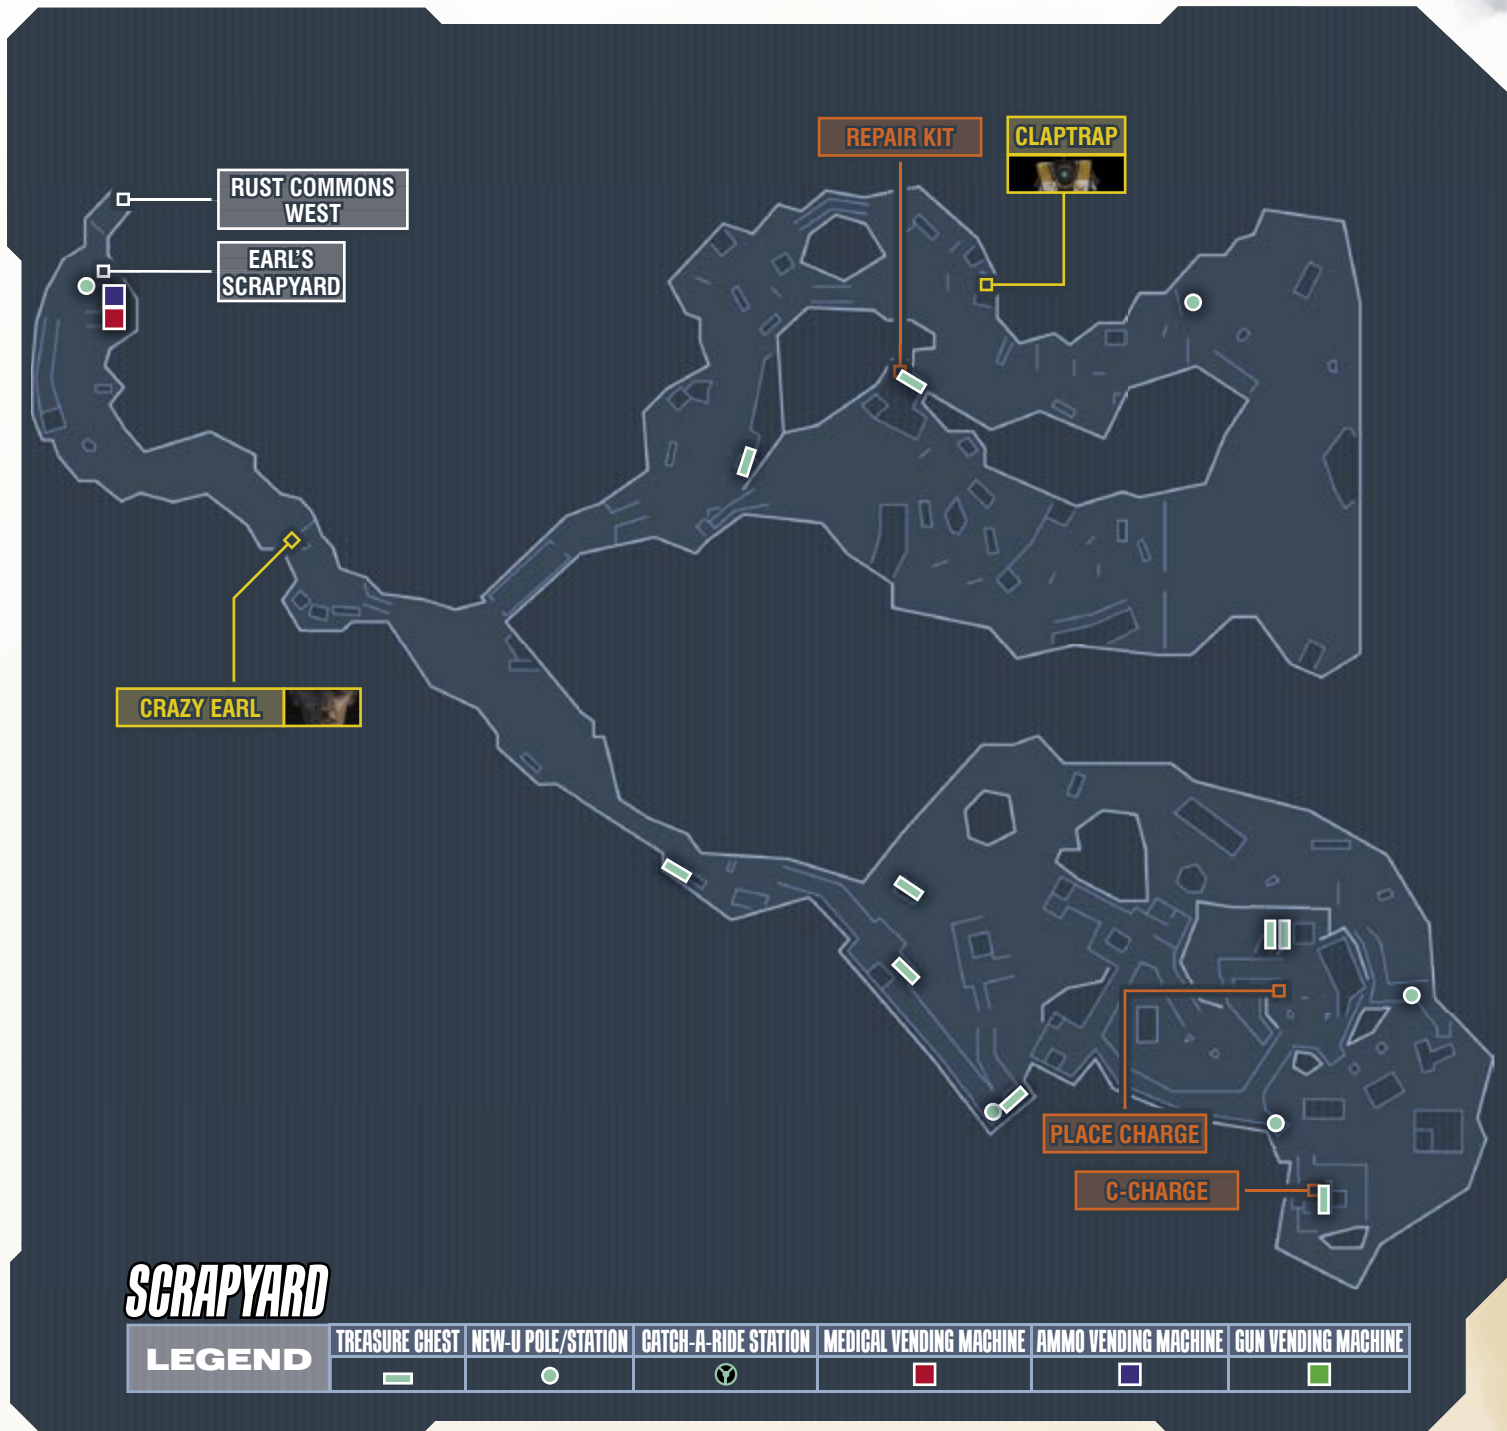 REPAIR KIT
CLAPTRAP
RUST COMMONS
WEST
EARL'S
SCRAPYARD
CRAZY EARL
PLACE CHARGE
C-CHARGE
SCRAPYARD
LEGEND
TREASURE CHEST
NEW-U POLE/STATION
CATCH-A-RIDE STATION
MEDICAL VENDING MACHINE
AMMO VENDING MACHINE
GUN VENDING MACHINE